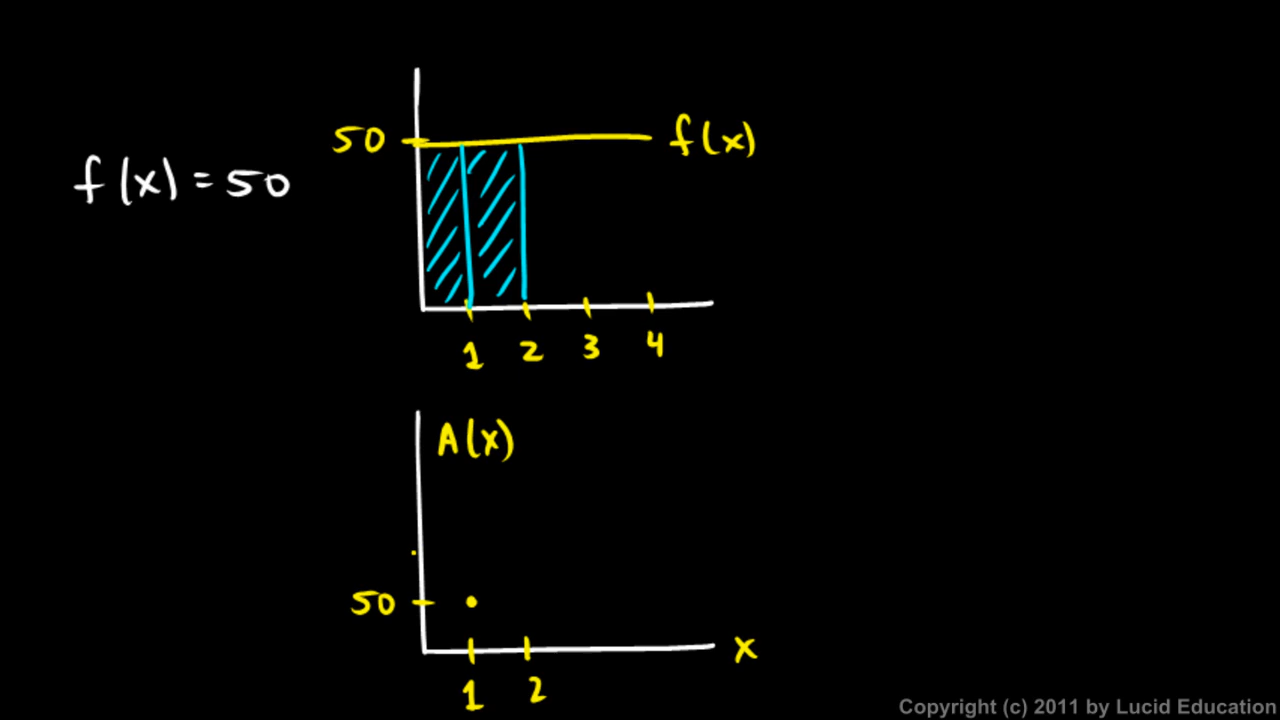 50 f(x)
f(x) = 50
1 2 3 4
A(x)
50
x
1 2
Copyright (c) 2011 by Lucid Education